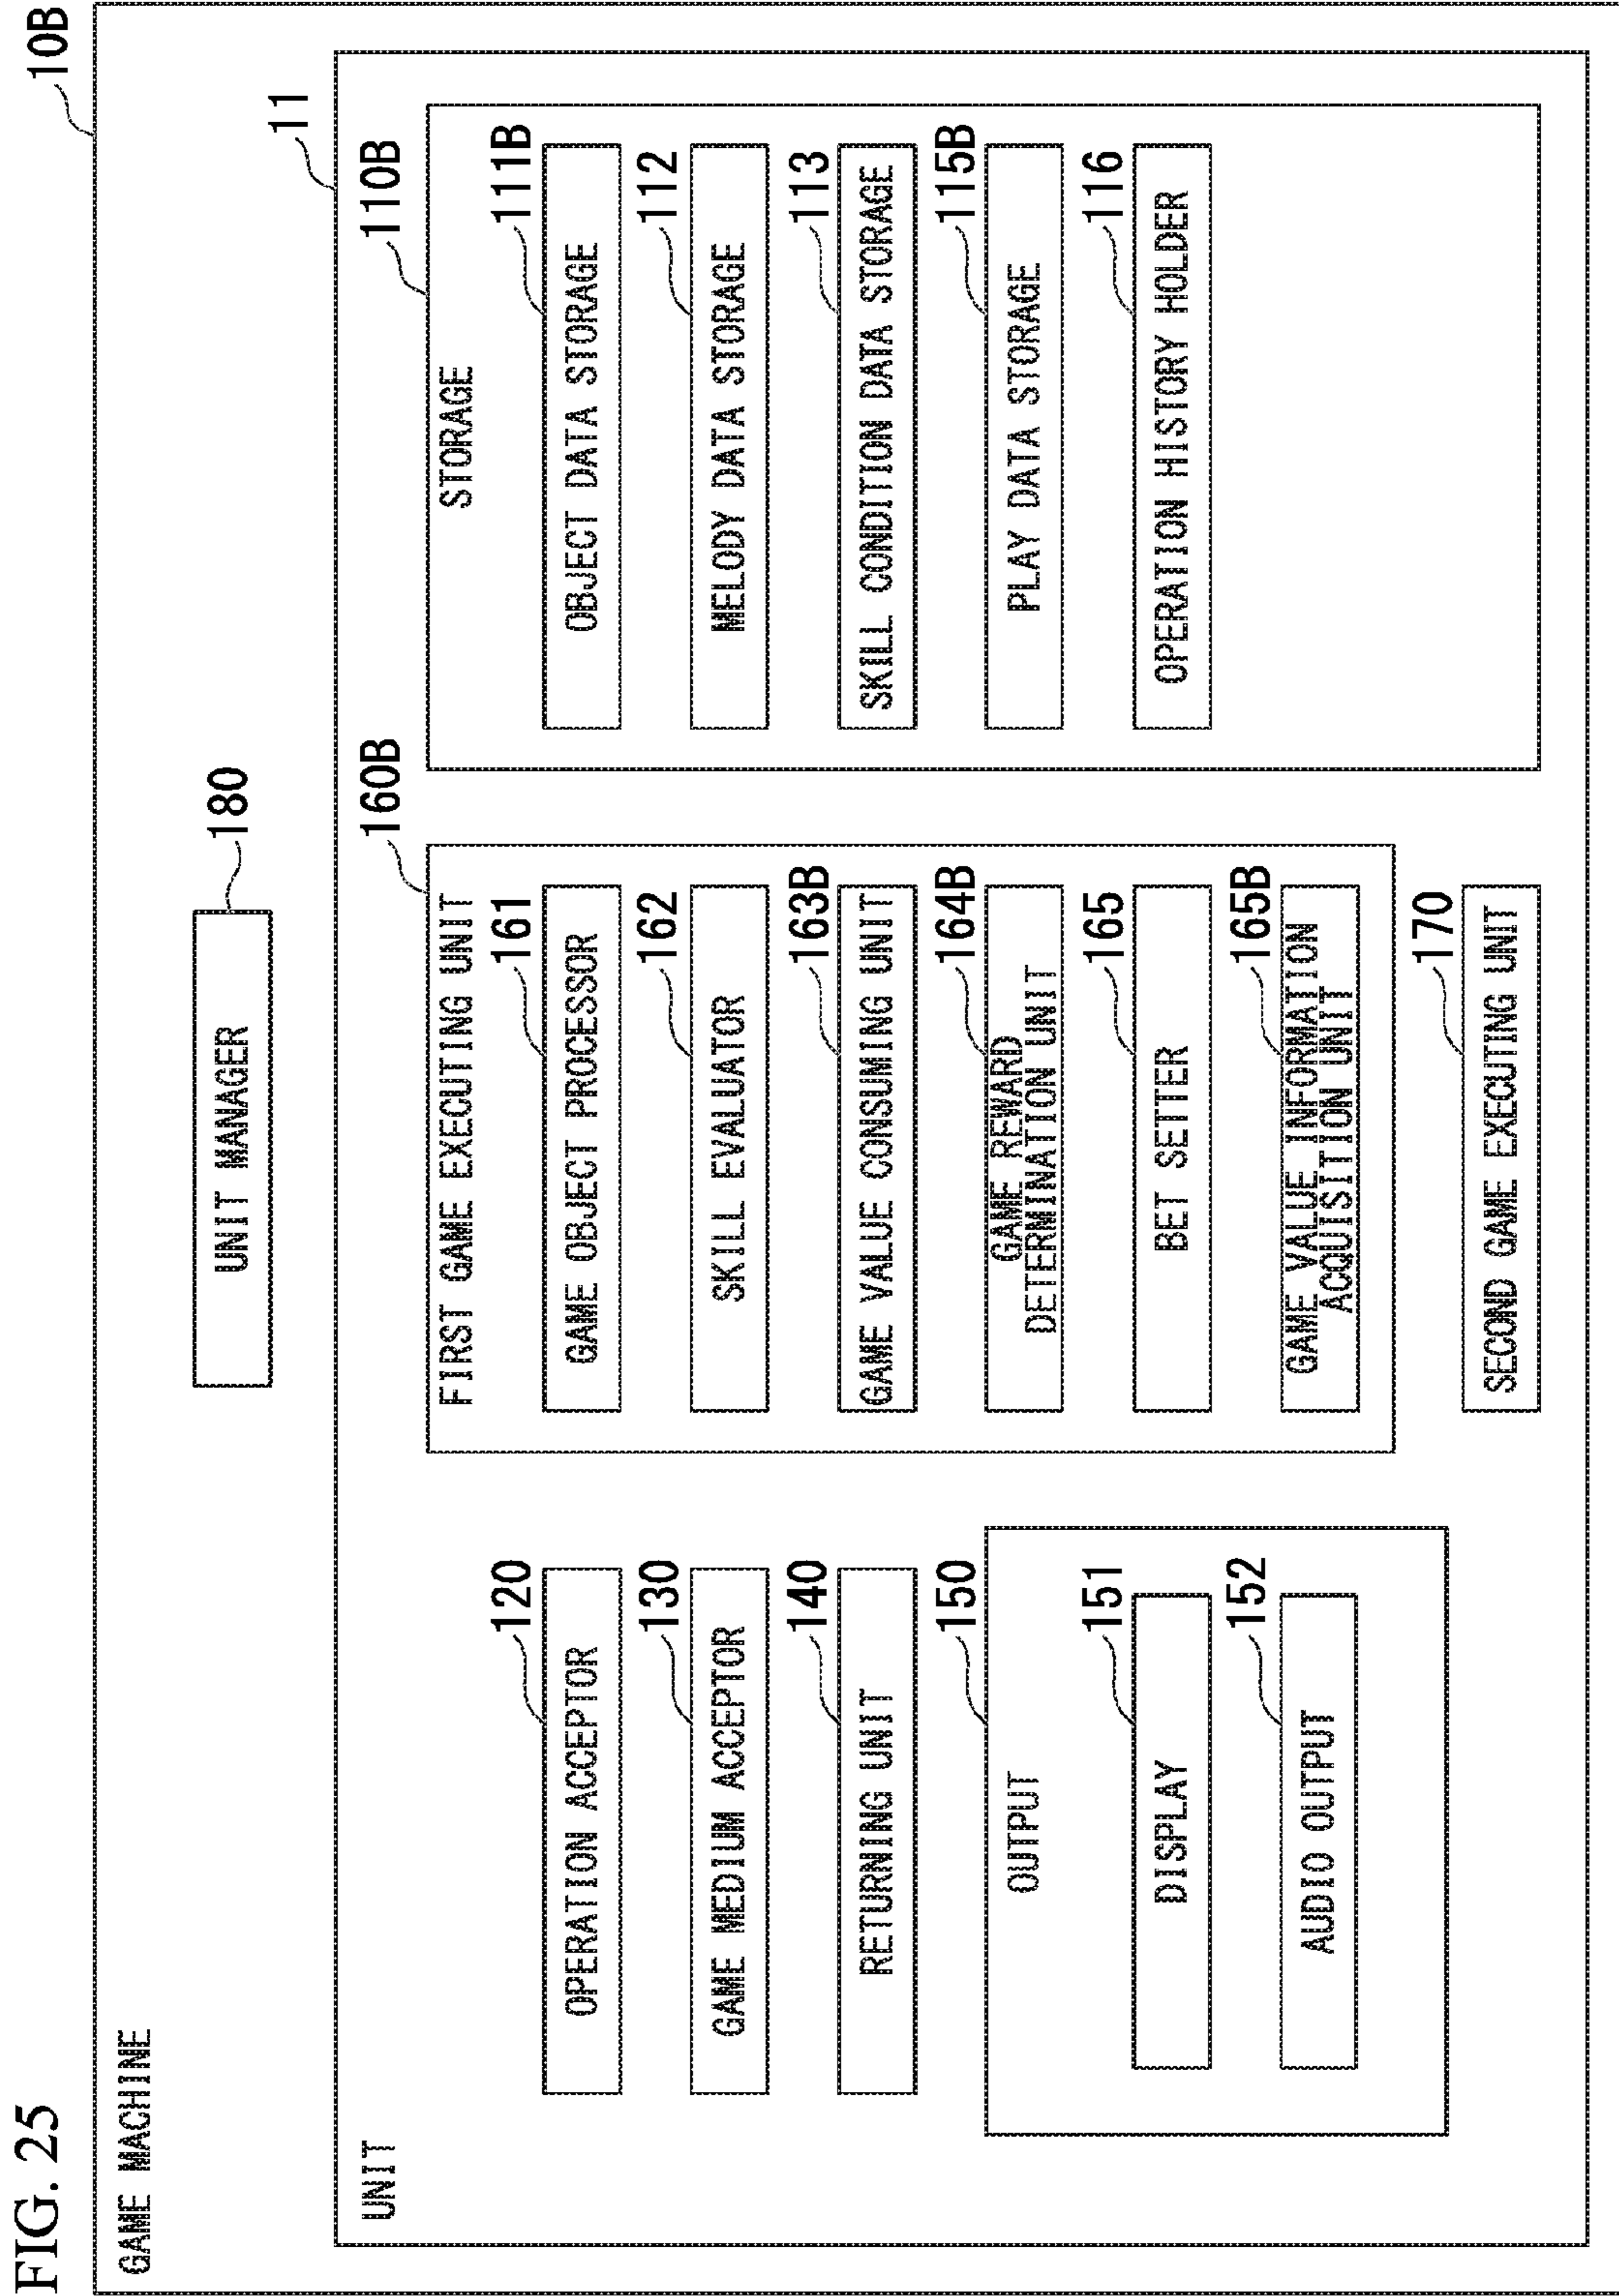 FIG. 25
10B
GAME MACHINE
180
UNIT MANAGER
11
UNIT
120
OPERATION ACCEPTOR
130
GAME MEDIUM ACCEPTOR
140
RETURNING UNIT
150
OUTPUT
151
DISPLAY
152
AUDIO OUTPUT
160B
FIRST GAME EXECUTING UNIT
161
GAME OBJECT PROCESSOR
162
SKILL EVALUATOR
163B
GAME VALUE CONSUMING UNIT
164B
GAME REWARD
DETERMINATION UNIT
165
BET SETTER
165B
GAME VALUE INFORMATION
ACQUISITION UNIT
170
SECOND GAME EXECUTING UNIT
110B
STORAGE
111B
OBJECT DATA STORAGE
112
MELODY DATA STORAGE
113
SKILL CONDITION DATA STORAGE
115B
PLAY DATA STORAGE
116
OPERATION HISTORY HOLDER